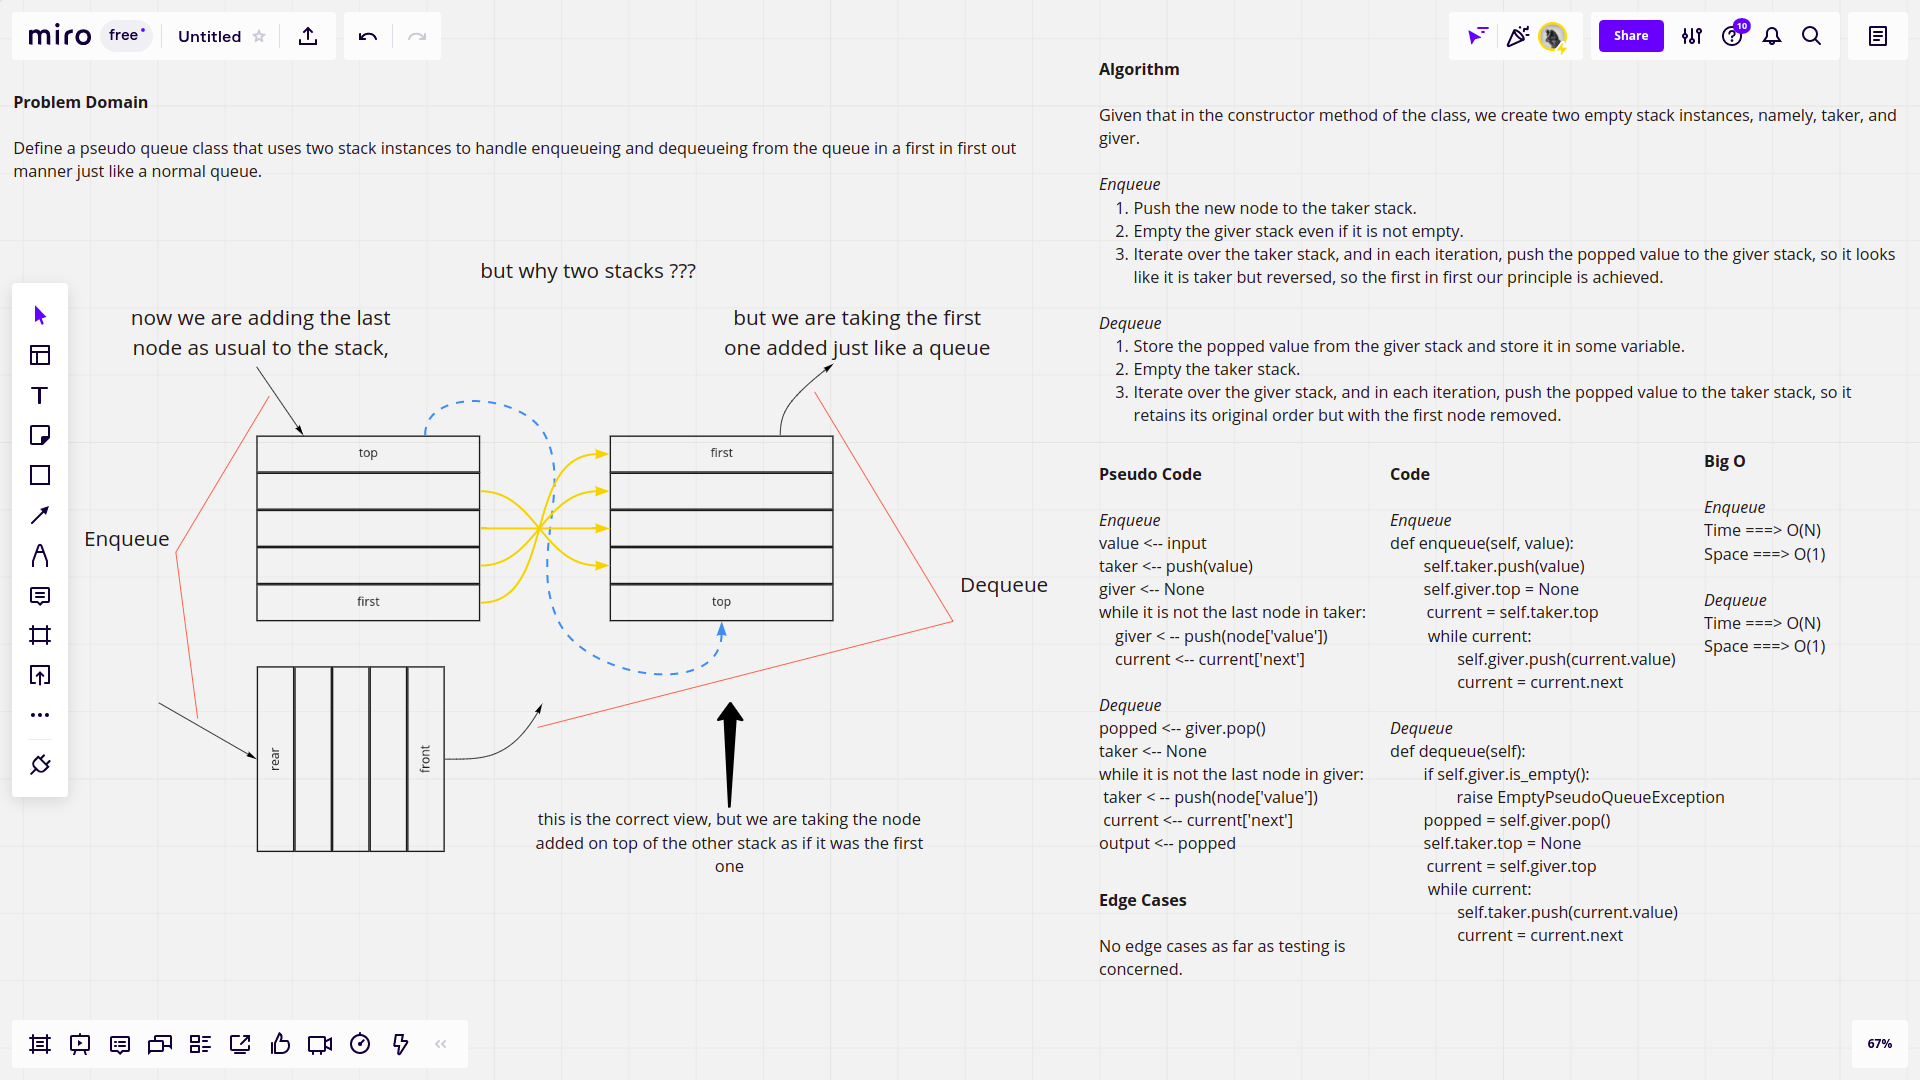 miro
free
Untitled
Share
10
Problem Domain
Define a pseudo queue class that uses two stack instances to handle enqueueing and dequeueing from the queue in a first in first out
manner just like a normal queue.
but why two stacks ???
now we are adding the last
node as usual to the stack,
but we are taking the first
one added just like a queue
top
first
Enqueue
Dequeue
first
top
rear
front
this is the correct view, but we are taking the node
added on top of the other stack as if it was the first
one
Algorithm
Given that in the constructor method of the class, we create two empty stack instances, namely, taker, and
giver.
Enqueue
1. Push the new node to the taker stack.
2. Empty the giver stack even if it is not empty.
3. Iterate over the taker stack, and in each iteration, push the popped value to the giver stack, so it looks
like it is taker but reversed, so the first in first our principle is achieved.
Dequeue
1. Store the popped value from the giver stack and store it in some variable.
2. Empty the taker stack.
3. Iterate over the giver stack, and in each iteration, push the popped value to the taker stack, so it
retains its original order but with the first node removed.
Pseudo Code
Enqueue
value <-- input
taker <-- push(value)
giver <-- None
while it is not the last node in taker:
giver < -- push(node['value'])
current <-- current['next']
Dequeue
popped <-- giver.pop()
taker <-- None
while it is not the last node in giver:
taker < -- push(node['value'])
current <-- current['next']
output <-- popped
Edge Cases
No edge cases as far as testing is
concerned.
Code
Enqueue
def enqueue(self, value):
self.taker.push(value)
self.giver.top = None
current = self.taker.top
while current:
self.giver.push(current.value)
current = current.next
Dequeue
def dequeue(self):
if self.giver.is_empty():
raise EmptyPseudoQueueException
popped = self.giver.pop()
self.taker.top = None
current = self.giver.top
while current:
self.taker.push(current.value)
current = current.next
Big O
Enqueue
Time ===> O(N)
Space ===> O(1)
Dequeue
Time ===> O(N)
Space ===> O(1)
67%